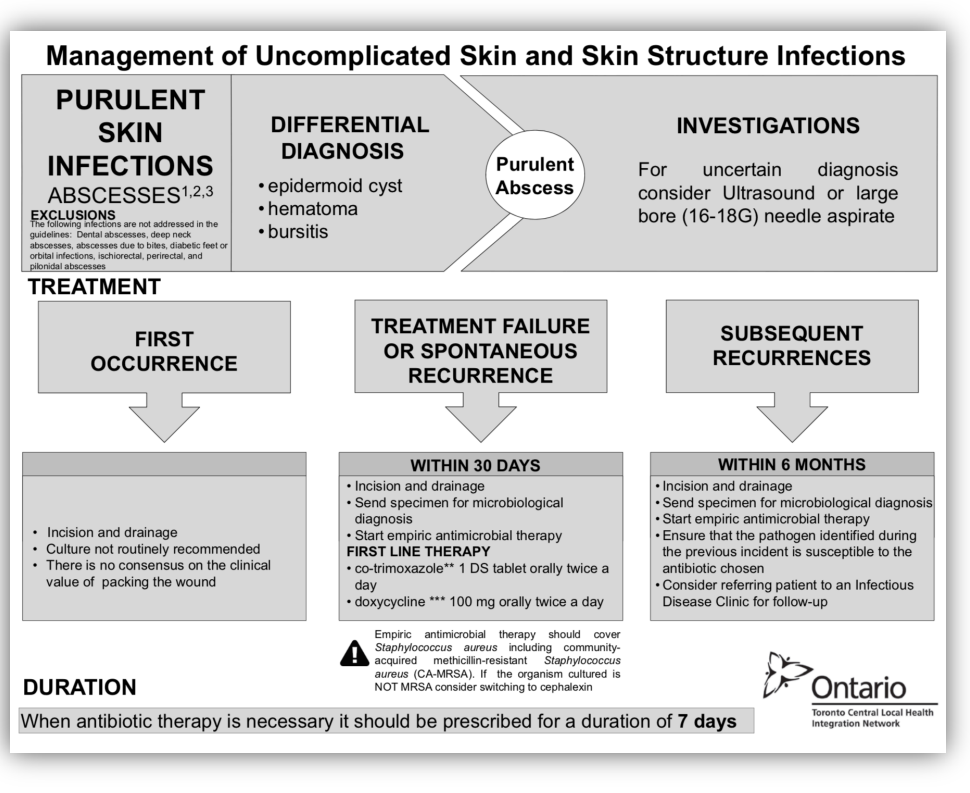 Management of Uncomplicated Skin and Skin Structure Infections
PURULENT
SKIN
INFECTIONS
ABSCESSES1,2,3
EXCLUSIONS
The following infections are not addressed in the
guidelines: Dental abscesses, deep neck
abscesses, abscesses due to bites, diabetic feet or
orbital infections, ischiorectal, perirectal, and
pilonidal abscesses
DIFFERENTIAL
DIAGNOSIS
• epidermoid cyst
• hematoma
• bursitis
Purulent
Abscess
INVESTIGATIONS
For uncertain diagnosis
consider Ultrasound or large
bore (16-18G) needle aspirate
TREATMENT
FIRST
OCCURRENCE
• Incision and drainage
• Culture not routinely recommended
• There is no consensus on the clinical
value of packing the wound
TREATMENT FAILURE
OR SPONTANEOUS
RECURRENCE
WITHIN 30 DAYS
• Incision and drainage
• Send specimen for microbiological
diagnosis
• Start empiric antimicrobial therapy
FIRST LINE THERAPY
• co-trimoxazole** 1 DS tablet orally twice a
day
• doxycycline *** 100 mg orally twice a day
Empiric antimicrobial therapy should cover
Staphylococcus aureus including community-
acquired methicillin-resistant Staphylococcus
aureus (CA-MRSA). If the organism cultured is
NOT MRSA consider switching to cephalexin
SUBSEQUENT
RECURRENCES
WITHIN 6 MONTHS
• Incision and drainage
• Send specimen for microbiological diagnosis
• Start empiric antimicrobial therapy
• Ensure that the pathogen identified during
the previous incident is susceptible to the
antibiotic chosen
• Consider referring patient to an Infectious
Disease Clinic for follow-up
DURATION
When antibiotic therapy is necessary it should be prescribed for a duration of 7 days
Ontario
Toronto Central Local Health
Integration Network